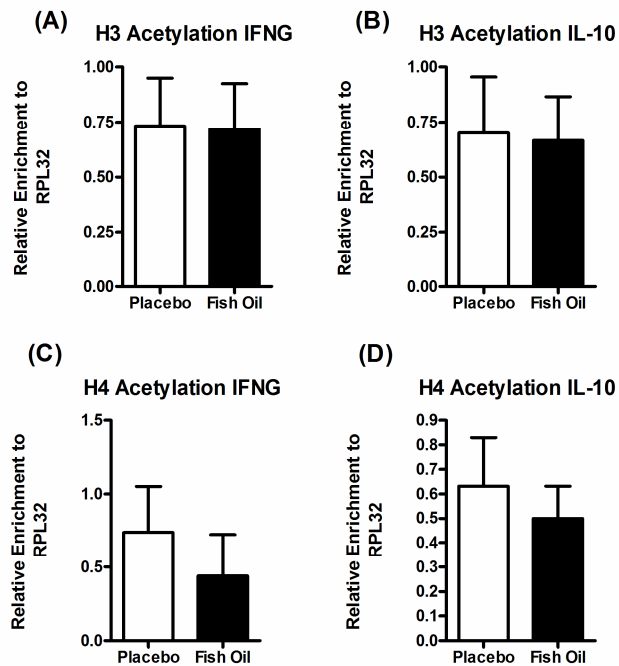 (A)
H3 Acetylation IFNG
Relative Enrichment to
RPL32
1.00
0.75
0.50
0.25
0.00
Placebo Fish Oil
(B)
H3 Acetylation IL-10
Relative Enrichment to
RPL32
1.00
0.75
0.50
0.25
0.00
Placebo Fish Oil
(C)
H4 Acetylation IFNG
Relative Enrichment to
RPL32
1.5
1.0
0.5
0.0
Placebo Fish Oil
(D)
H4 Acetylation IL-10
Relative Enrichment to
RPL32
0.9
0.8
0.7
0.6
0.5
0.4
0.3
0.2
0.1
0.0
Placebo Fish Oil